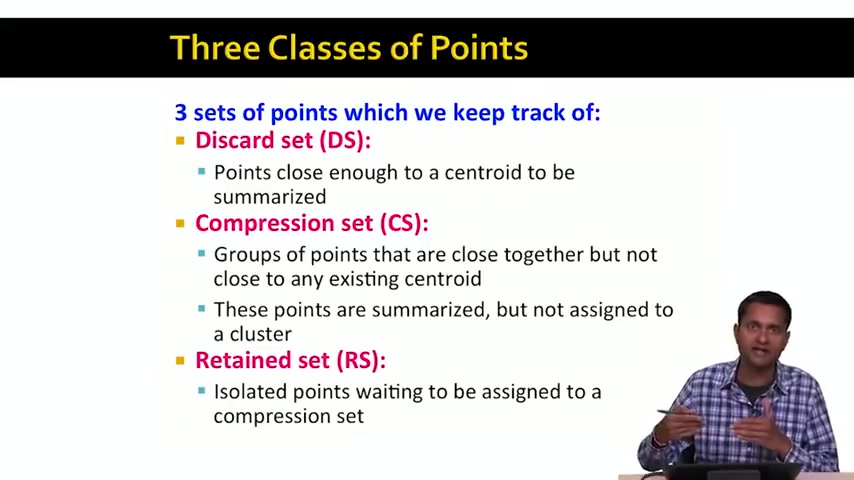 Three Classes of Points
3 sets of points which we keep track of:
Discard set (DS):
Points close enough to a centroid to be
summarized
Compression set (CS):
Groups of points that are close together but not
close to any existing centroid
These points are summarized, but not assigned to
a cluster
Retained set (RS):
Isolated points waiting to be assigned to a
compression set